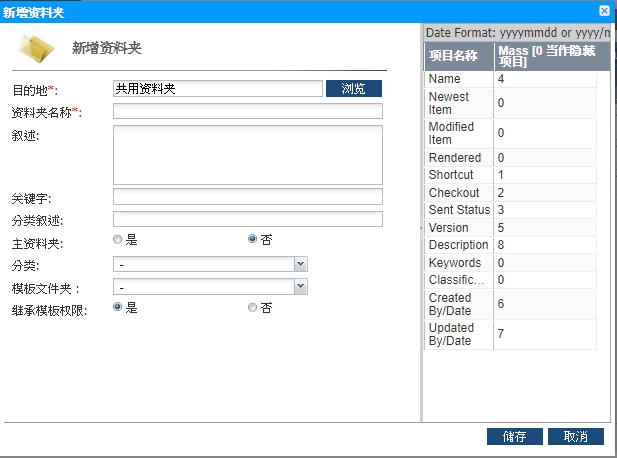 新增资料夹
新增资料夹
目的地*: 共用资料夹 浏览
资料夹名称*:
叙述:
关键字:
分类叙述:
主资料夹: 是 否
分类: -
模板文件夹: -
继承模板权限: 是 否
Date Format: yyyymmdd or yyyy/m
项目名称 Mass [0 当作隐藏
项目]
Name 4
Newest
Item 0
Modified
Item 0
Rendered 0
Shortcut 1
Checkout 2
Sent Status 3
Version 5
Description 8
Keywords 0
Classific... 0
Created
By/Date 6
Updated
By/Date 7
储存 取消